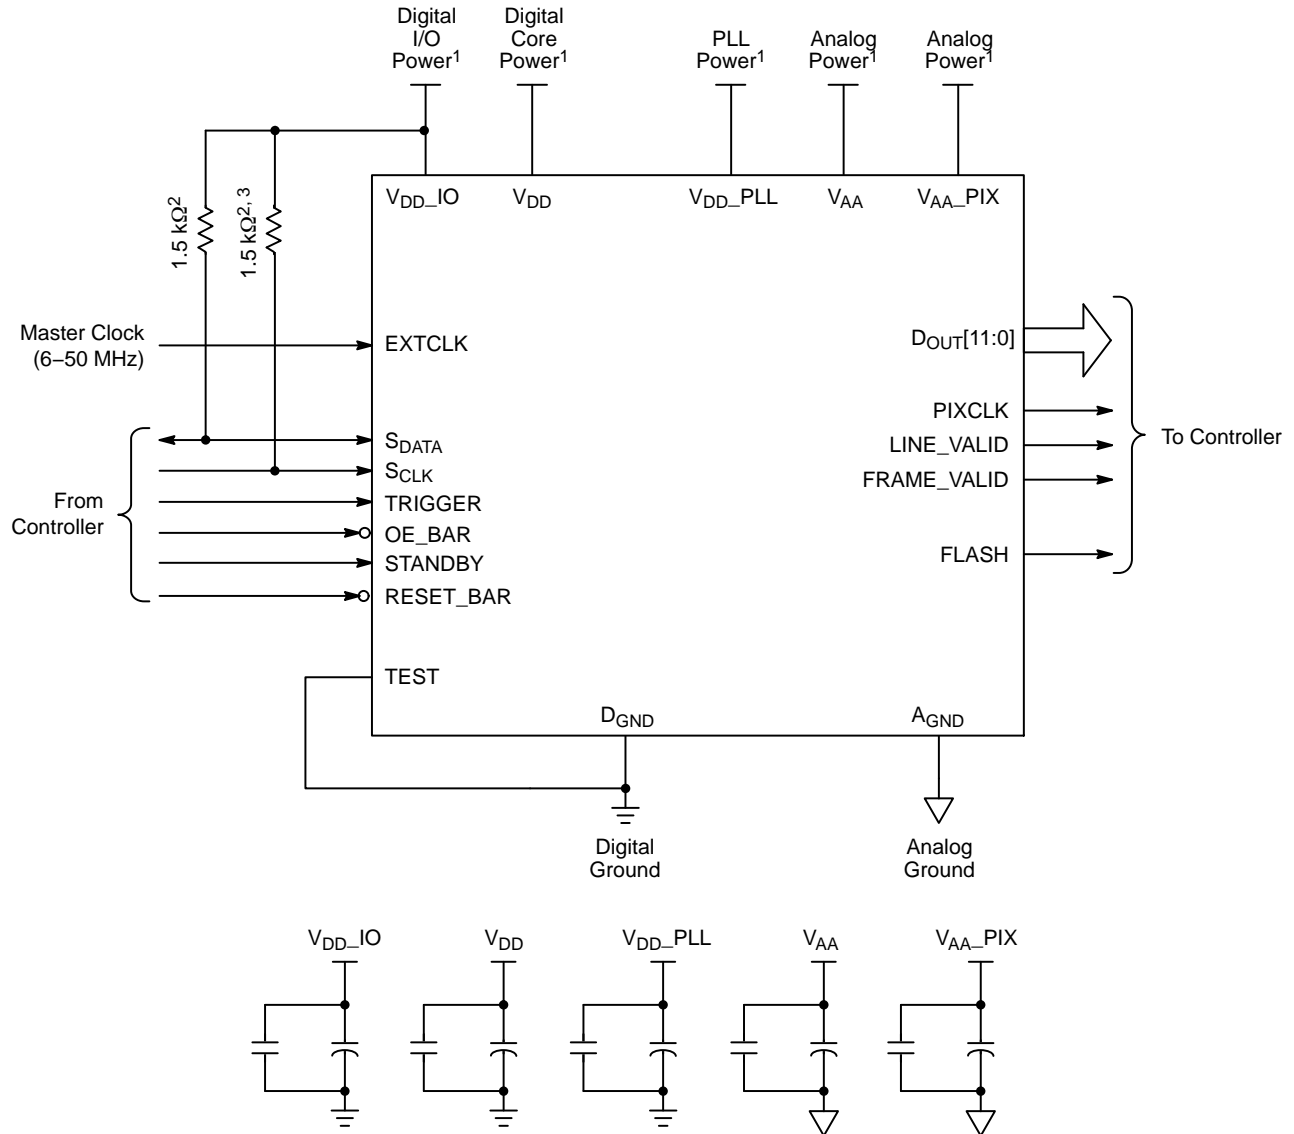 Digital I/O Power1
Digital Core Power1
PLL Power1
Analog Power1
Analog Power1
1.5 kΩ2
1.5 kΩ2, 3
VDD_IO
VDD
VDD_PLL
VAA
VAA_PIX
Master Clock
(6–50 MHz)
EXTCLK
DOUT[11:0]
PIXCLK
LINE_VALID
FRAME_VALID
FLASH
To Controller
From
Controller
SDATA
SCLK
TRIGGER
OE_BAR
STANDBY
RESET_BAR
TEST
DGND
AGND
Digital
Ground
Analog
Ground
VDD_IO
VDD
VDD_PLL
VAA
VAA_PIX